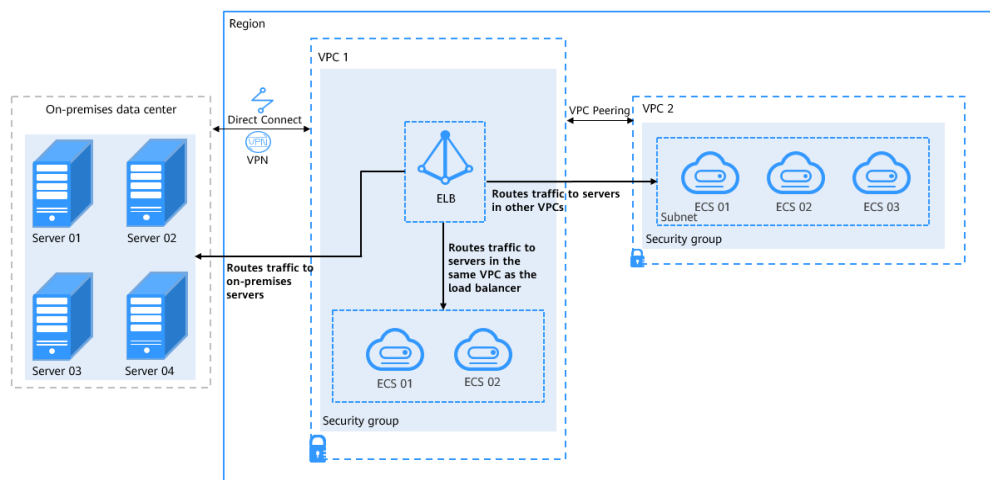 Region
On-premises data center
Server 01
Server 02
Server 03
Server 04
Direct Connect
VPN
VPN
VPC 1
ELB
Routes traffic to
on-premises
servers
Routes traffic to
servers in the
same VPC as the
load balancer
Routes traffic to servers
in other VPCs
ECS 01
ECS 02
Security group
VPC Peering
VPC 2
ECS 01
ECS 02
ECS 03
Subnet
Security group